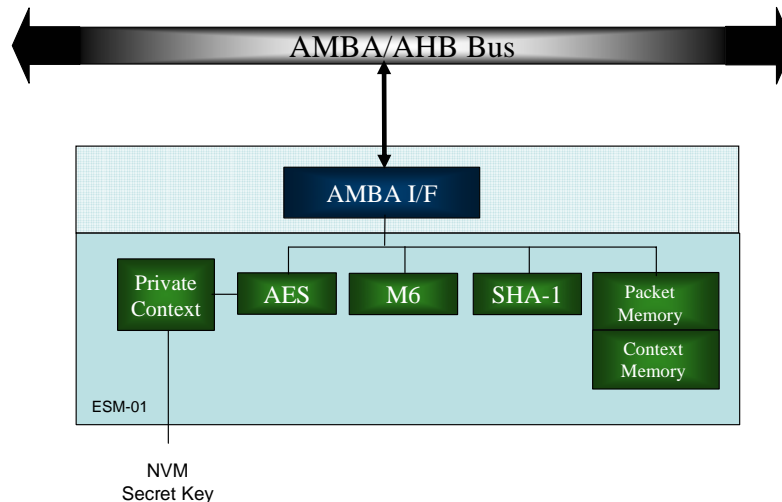 AMBA/AHB Bus
AMBA I/F
Private
Context
AES
M6
SHA-1
Packet
Memory
Context
Memory
ESM-01
NVM
Secret Key